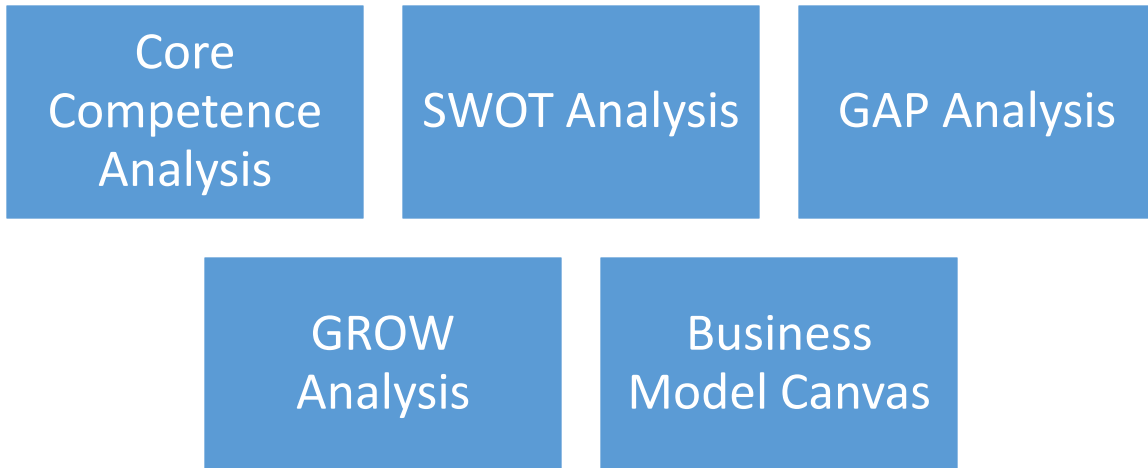 Core
Competence
Analysis
SWOT Analysis
GAP Analysis
GROW
Analysis
Business
Model Canvas